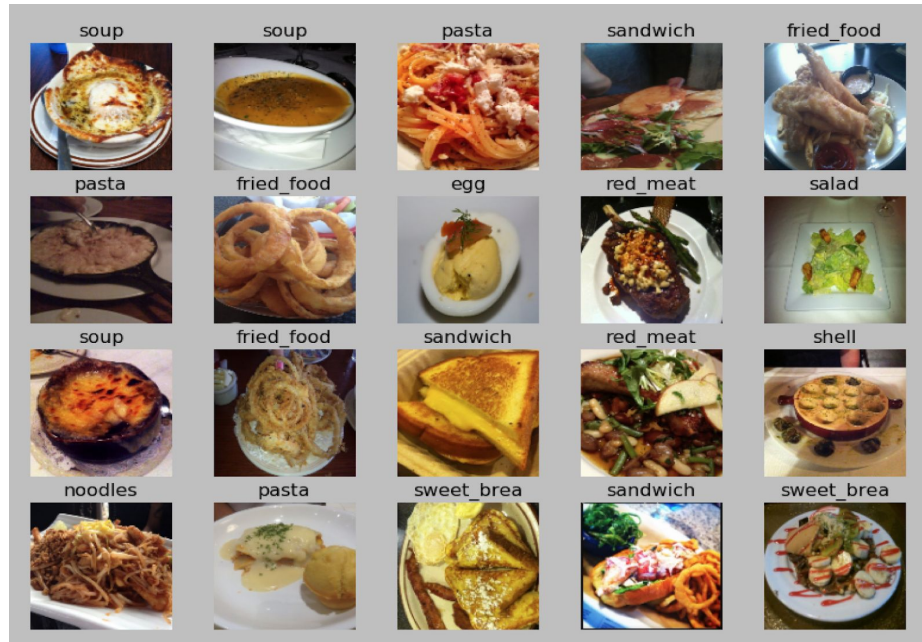 soup soup pasta sandwich fried_food
pasta fried_food egg red_meat salad
soup fried_food sandwich red_meat shell
noodles pasta sweet_brea sandwich sweet_brea